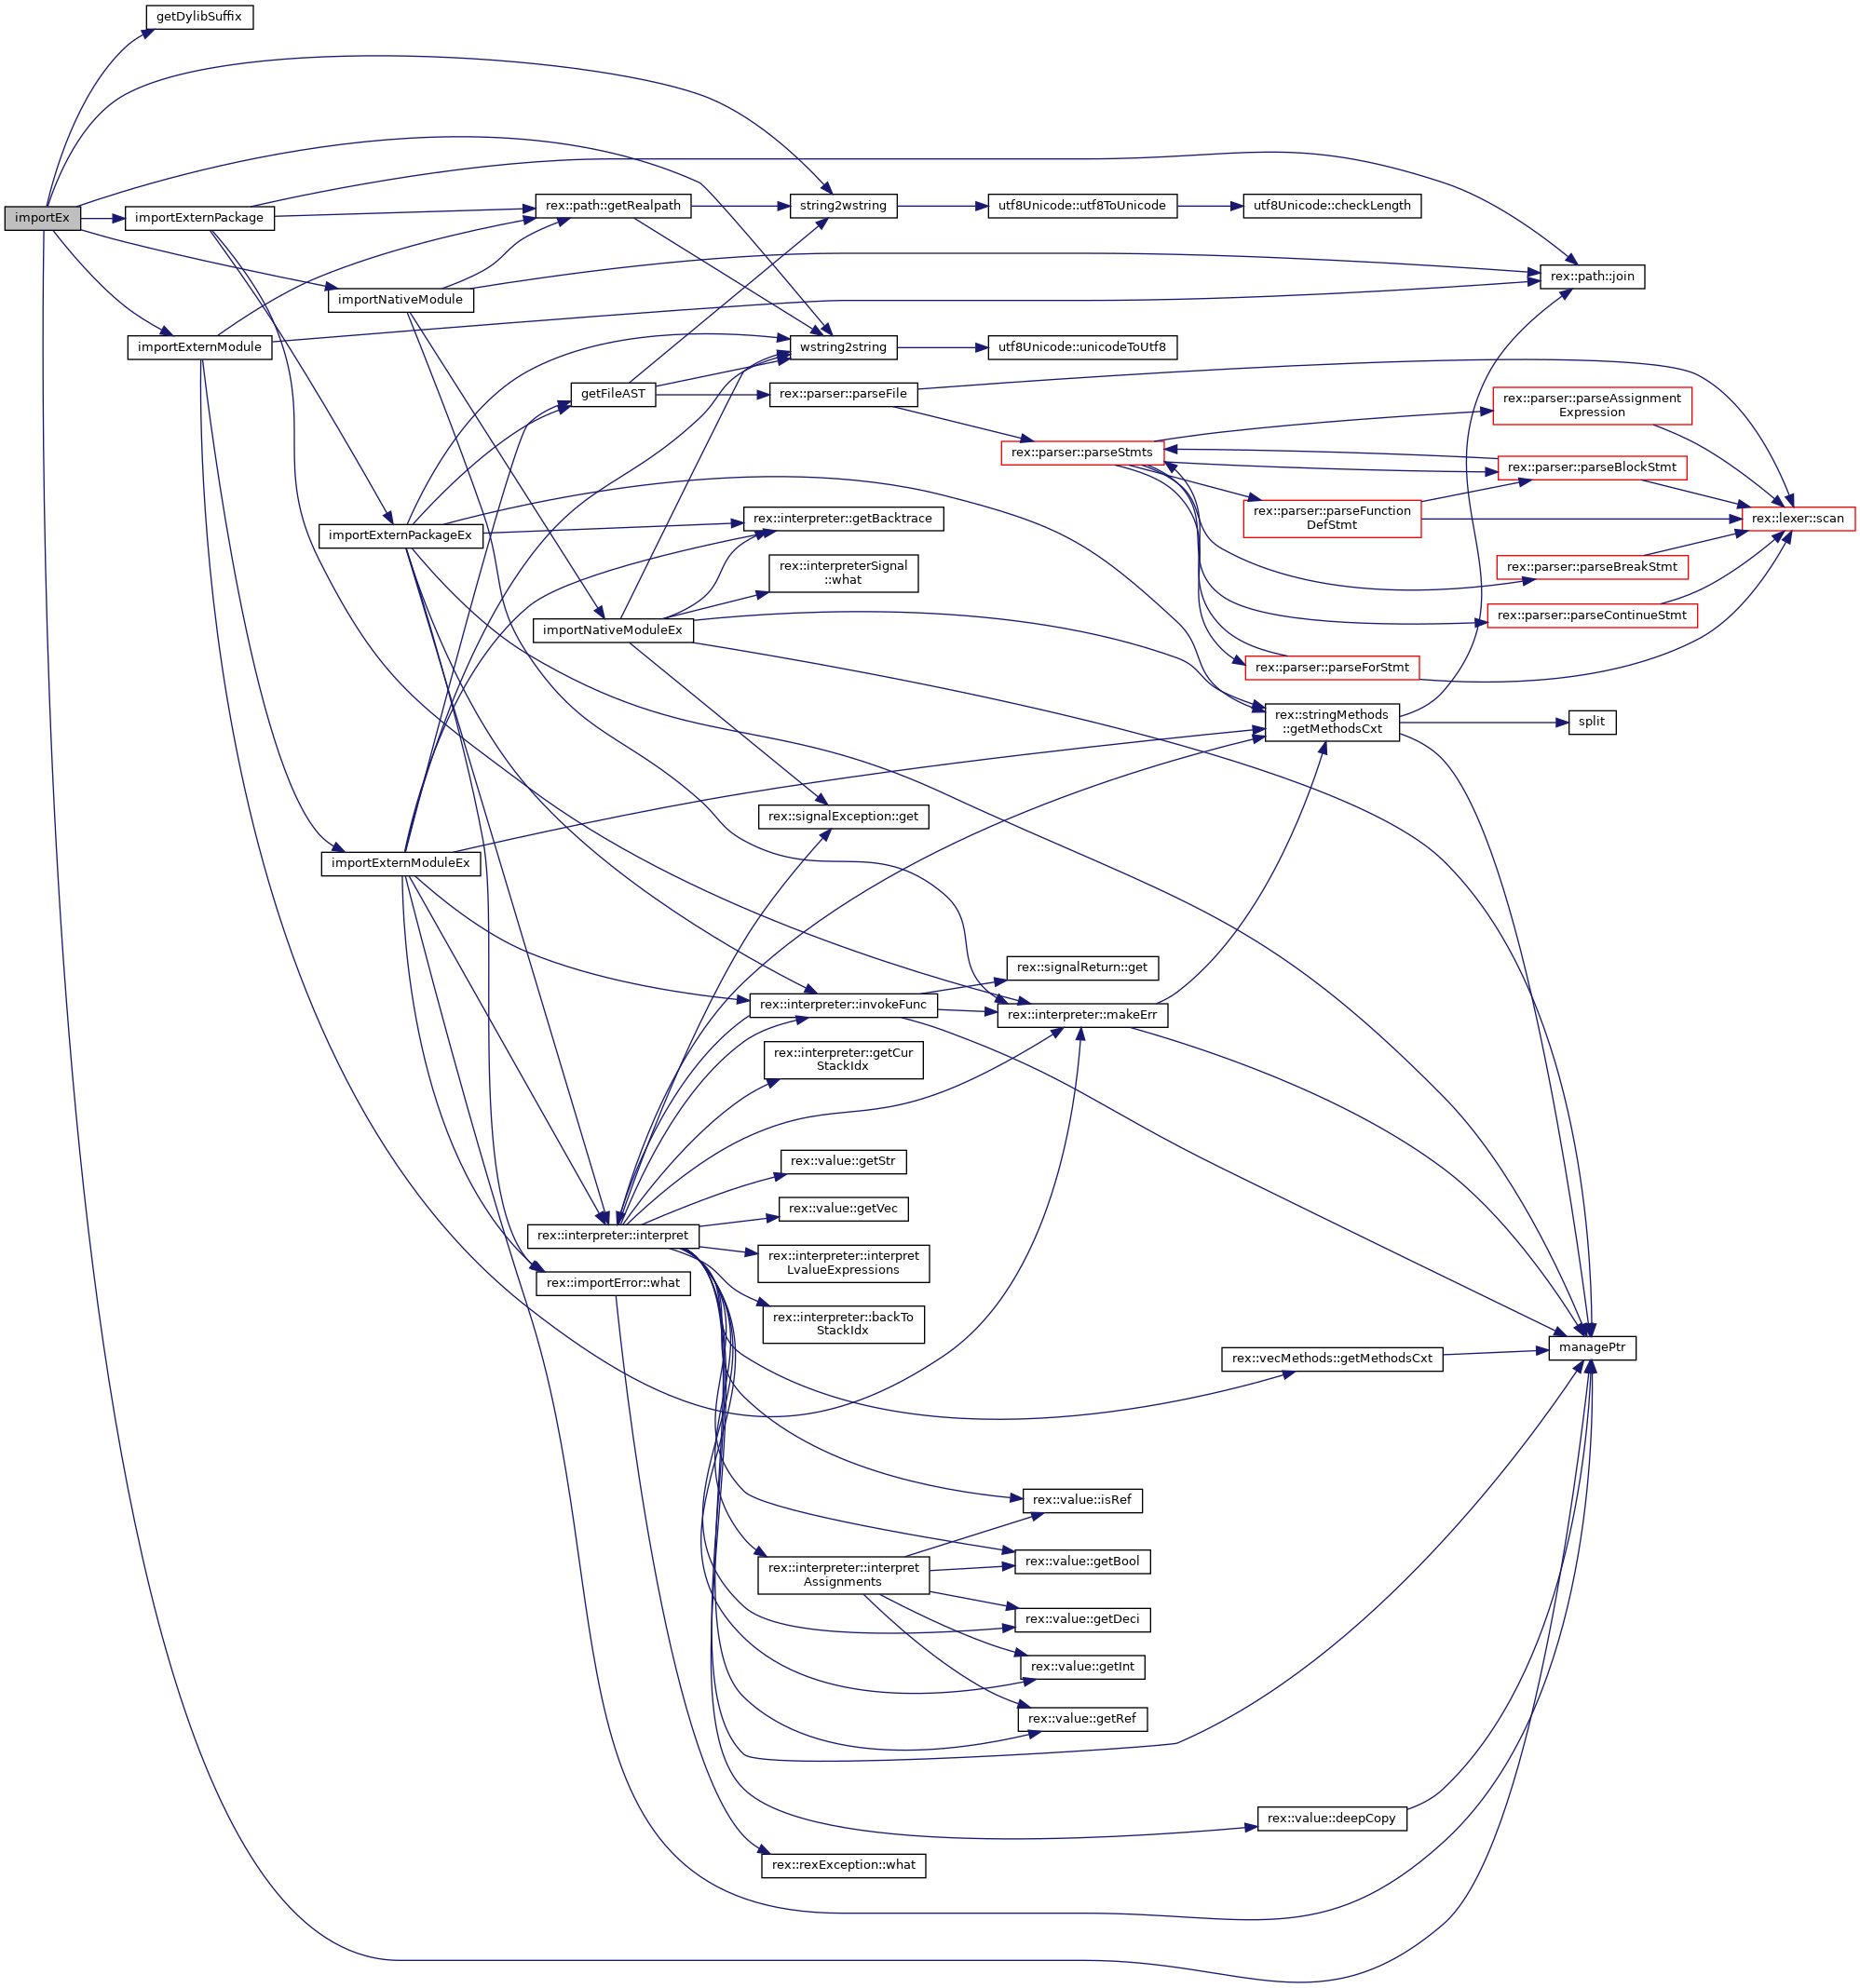 getDylibSuffix
importEx
importExternPackage
rex::path::getRealpath
string2wstring
utf8Unicode::utf8ToUnicode
utf8Unicode::checkLength
rex::path::join
importNativeModule
importExternModule
wstring2string
utf8Unicode::unicodeToUtf8
getFileAST
rex::parser::parseFile
rex::parser::parseAssignment
Expression
rex::parser::parseStmts
rex::parser::parseBlockStmt
rex::parser::parseFunction
DefStmt
rex::lexer::scan
importExternPackageEx
rex::interpreter::getBacktrace
rex::interpreterSignal
::what
rex::parser::parseBreakStmt
rex::parser::parseContinueStmt
importNativeModuleEx
rex::parser::parseForStmt
rex::stringMethods
::getMethodsCxt
split
rex::signalException::get
importExternModuleEx
rex::signalReturn::get
rex::interpreter::invokeFunc
rex::interpreter::makeErr
rex::interpreter::getCur
StackIdx
rex::value::getStr
rex::value::getVec
rex::interpreter::interpret
rex::interpreter::interpret
LvalueExpressions
rex::importError::what
rex::interpreter::backTo
StackIdx
managePtr
rex::vecMethods::getMethodsCxt
rex::value::isRef
rex::value::getBool
rex::interpreter::interpret
Assignments
rex::value::getDeci
rex::value::getInt
rex::value::getRef
rex::value::deepCopy
rex::rexException::what